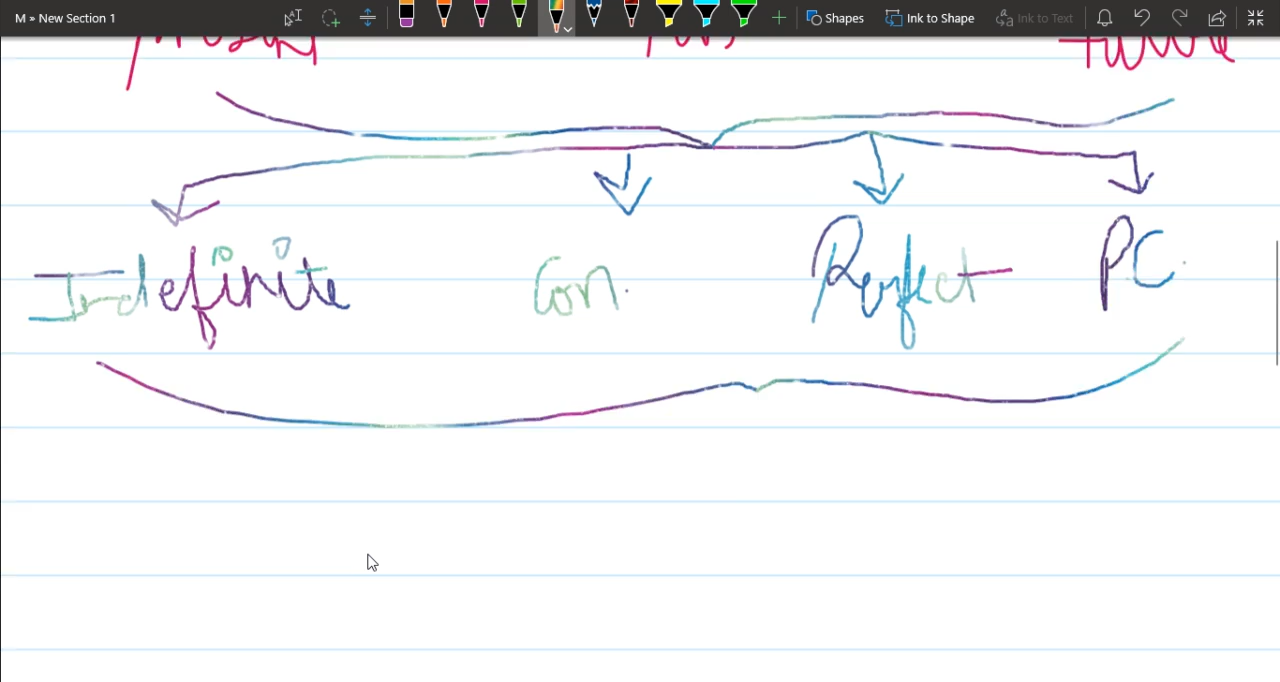 M » New Section 1 Shapes Ink to Shape Ink to Text
Indefinite Con. Perfect PC.